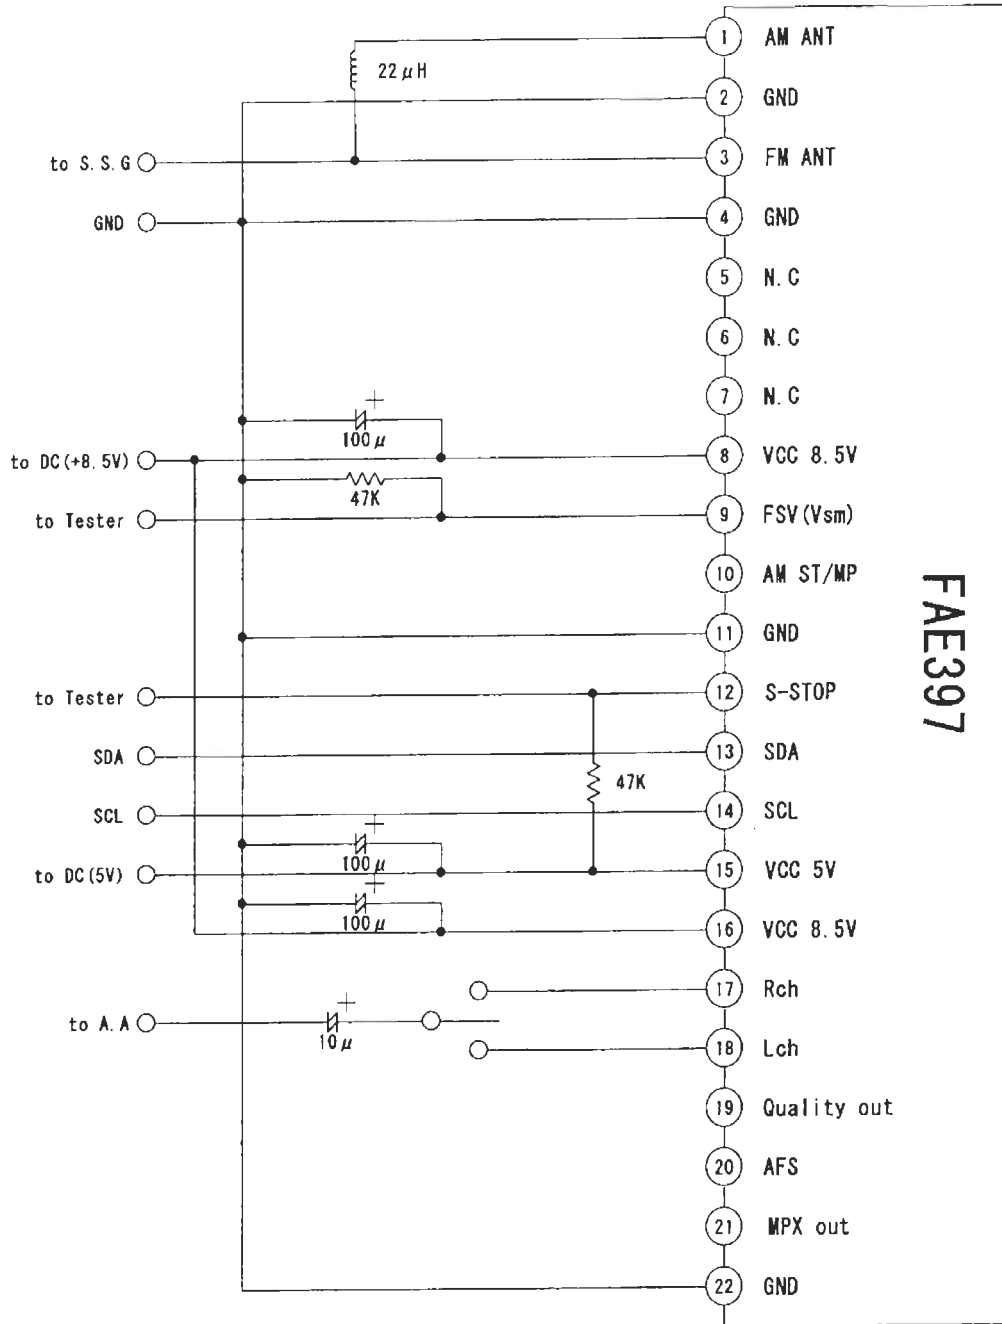 1 AM ANT
22μH
2 GND
to S.S.G 3 FM ANT
GND 4 GND
5 N.C
6 N.C
7 N.C
+
100μ
to DC(+8.5V) 8 VCC 8.5V
47K
to Tester 9 FSV(Vsm)
10 AM ST/MP
FAE397
11 GND
to Tester 12 S-STOP
SDA 13 SDA
47K
SCL 14 SCL
+
100μ
to DC(5V) 15 VCC 5V
+
100μ
16 VCC 8.5V
17 Rch
+
to A.A
10μ
18 Lch
19 Quality out
20 AFS
21 MPX out
22 GND